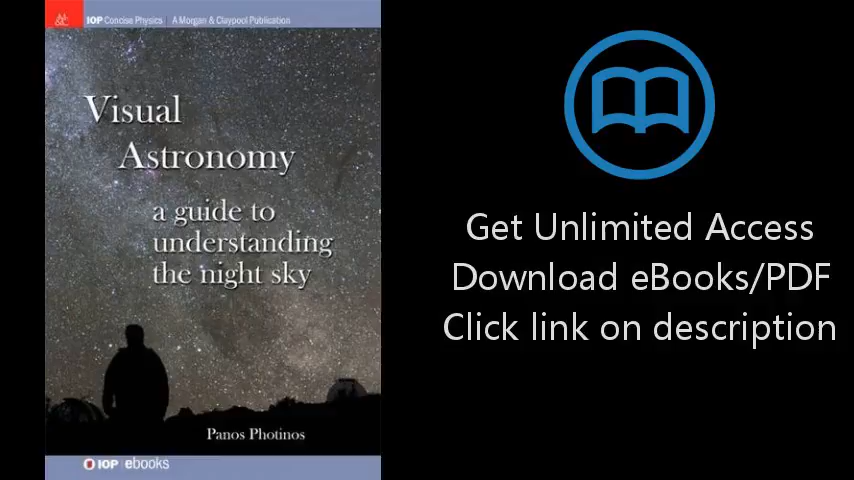 IOP Concise Physics | A Morgan & Claypool Publication
Visual
Astronomy
a guide to
understanding
the night sky
Panos Photinos
IOP | ebooks
Get Unlimited Access
Download eBooks/PDF
Click link on description